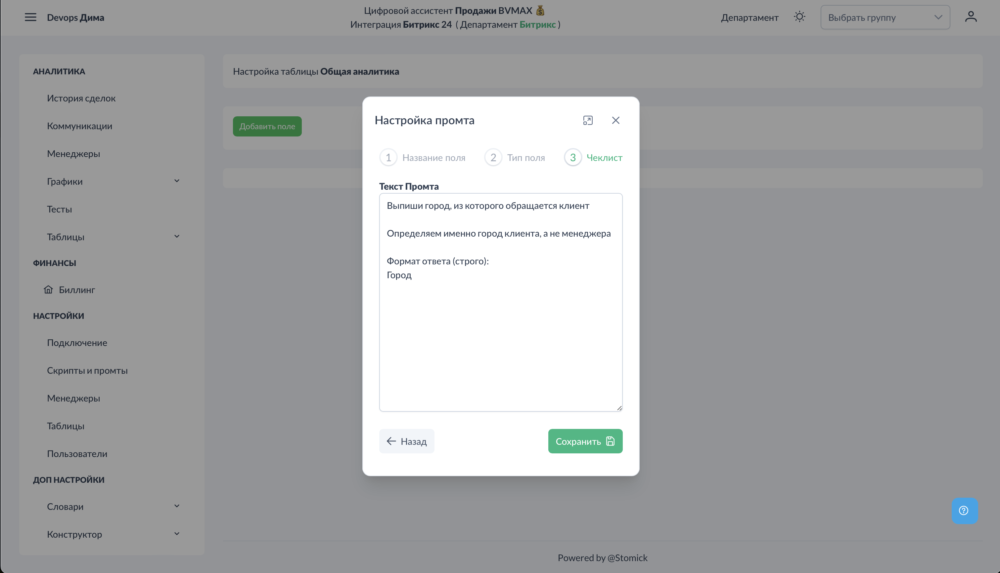 Devops Дима
Цифровой ассистент Продажи BVMAX 💰
Интеграция Битрикс 24 ( Департамент Битрикс )
Департамент
Выбрать группу
АНАЛИТИКА
История сделок
Коммуникации
Менеджеры
Графики
Тесты
Таблицы
ФИНАНСЫ
Биллинг
НАСТРОЙКИ
Подключение
Скрипты и промты
Менеджеры
Таблицы
Пользователи
ДОП НАСТРОЙКИ
Словари
Конструктор
Настройка таблицы Общая аналитика
Добавить поле
Настройка промта
1 Название поля
2 Тип поля
3 Чеклист
Текст Промта
Выпиши город, из которого обращается клиент
Определяем именно город клиента, а не менеджера
Формат ответа (строго):
Город
Назад
Сохранить
Powered by @Stomick